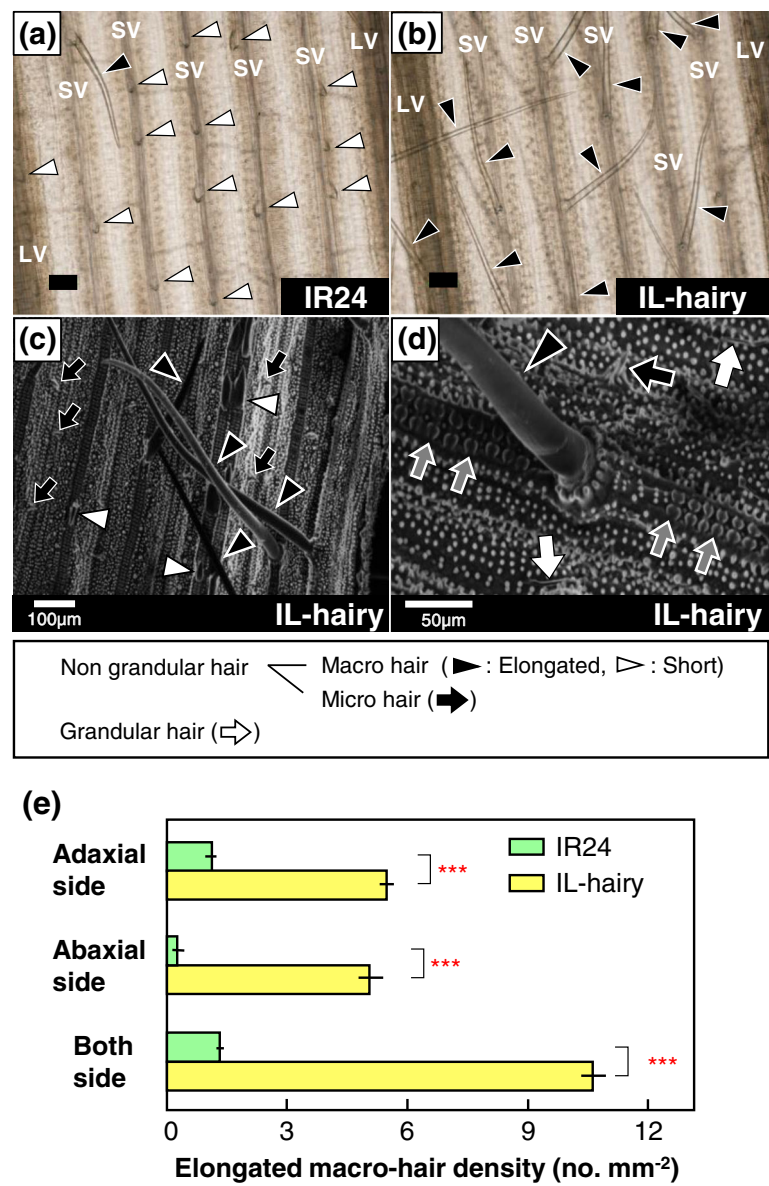 (a)
SV
SV
LV
SV
SV
SV
SV
LV
IR24
(b)
SV
SV
SV
LV
SV
LV
SV
IL-hairy
(c)
100µm
IL-hairy
(d)
50µm
IL-hairy
Non grandular hair
Macro hair ( : Elongated, : Short)
Micro hair ( )
Grandular hair ( )
(e)
Adaxial
side
Abaxial
side
Both
side
IR24
IL-hairy
***
***
***
0 3 6 9 12
Elongated macro-hair density (no. mm-2)